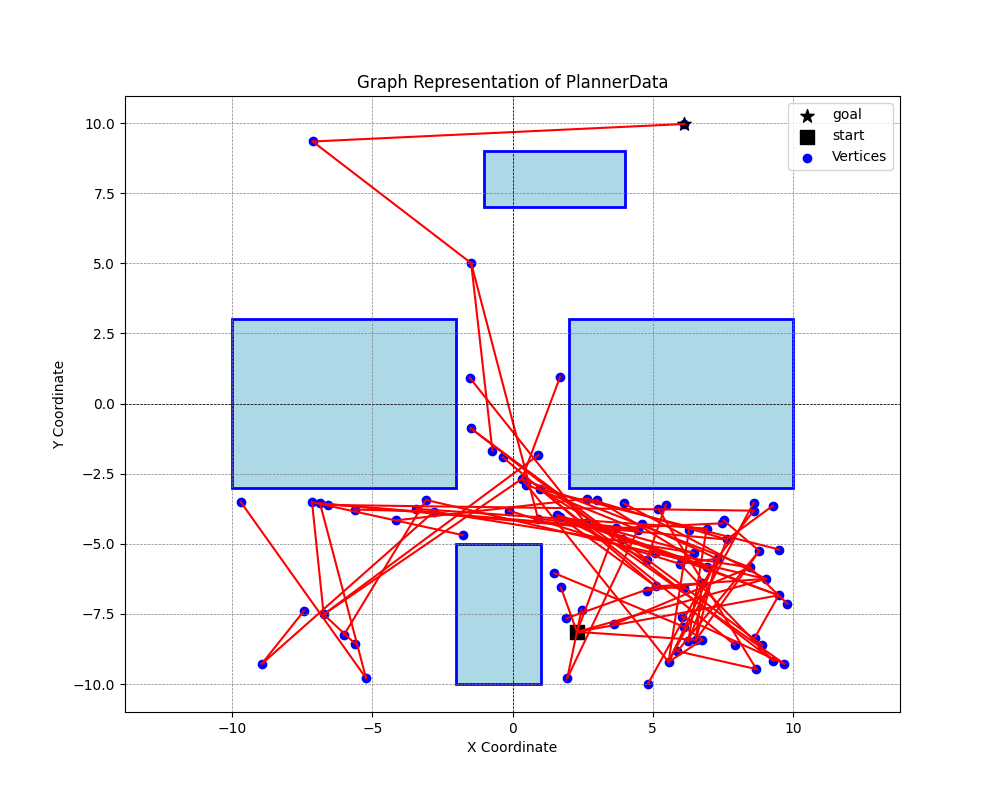 Graph Representation of PlannerData
goal
start
Vertices
10.0
7.5
5.0
2.5
0.0
−2.5
−5.0
−7.5
−10.0
Y Coordinate
−10
−5
0
5
10
X Coordinate